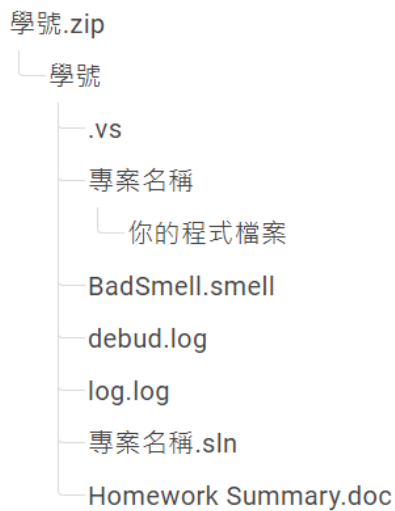 學號.zip
學號
.vs
專案名稱
你的程式檔案
BadSmell.smell
debud.log
log.log
專案名稱.sln
Homework Summary.doc